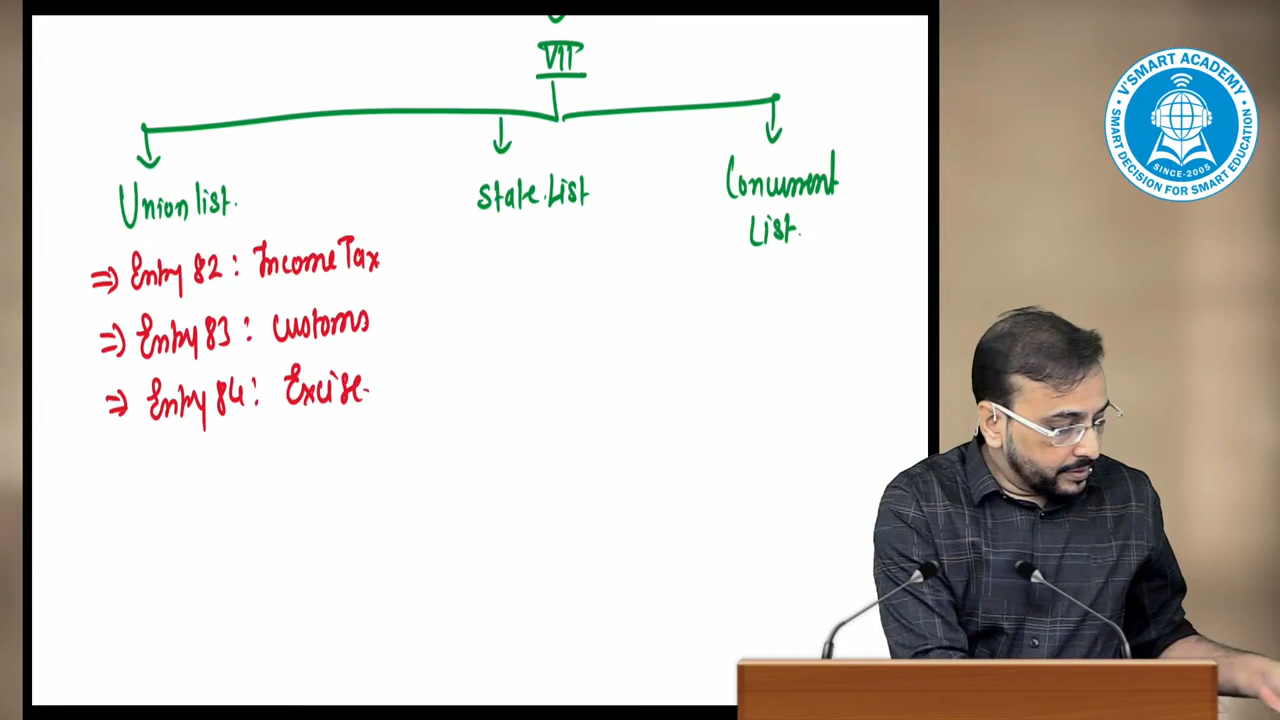 VII
Union list.
State List
Concurrent
List.
⇒ Entry 82 : Income Tax
⇒ Entry 83 : Customs
⇒ Entry 84 : Excise.
V'SMART ACADEMY
SINCE-2005
SMART DECISION FOR SMART EDUCATION